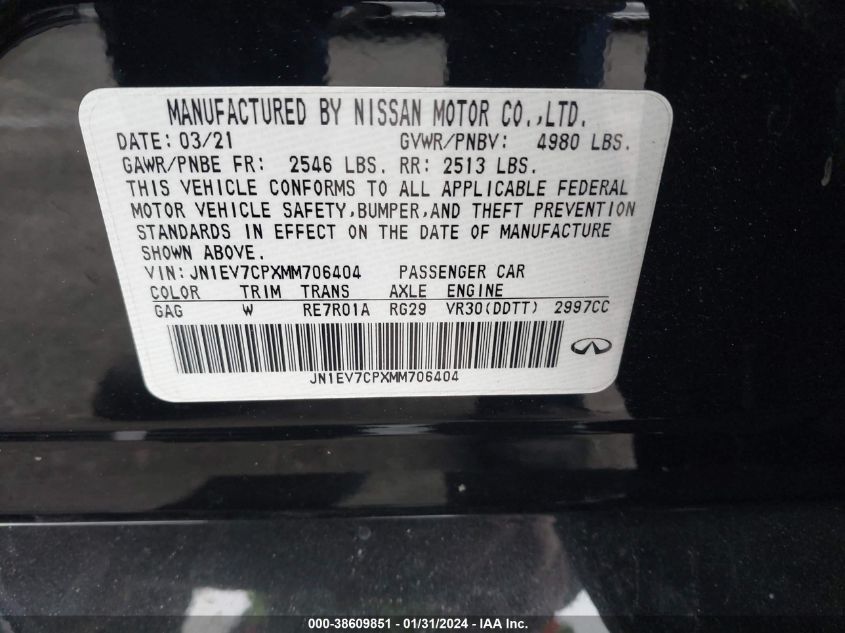 MANUFACTURED BY NISSAN MOTOR CO.,LTD.
DATE: 03/21 GVWR/PNBV: 4980 LBS.
GAWR/PNBE FR: 2546 LBS. RR: 2513 LBS.
THIS VEHICLE CONFORMS TO ALL APPLICABLE FEDERAL
MOTOR VEHICLE SAFETY,BUMPER,AND THEFT PREVENTION
STANDARDS IN EFFECT ON THE DATE OF MANUFACTURE
SHOWN ABOVE.
VIN: JN1EV7CPXMM706404 PASSENGER CAR
COLOR TRIM TRANS AXLE ENGINE
GAG W RE7R01A RG29 VR30(DDTT) 2997CC
JN1EV7CPXMM706404
000-38609851 - 01/31/2024 - IAA Inc.